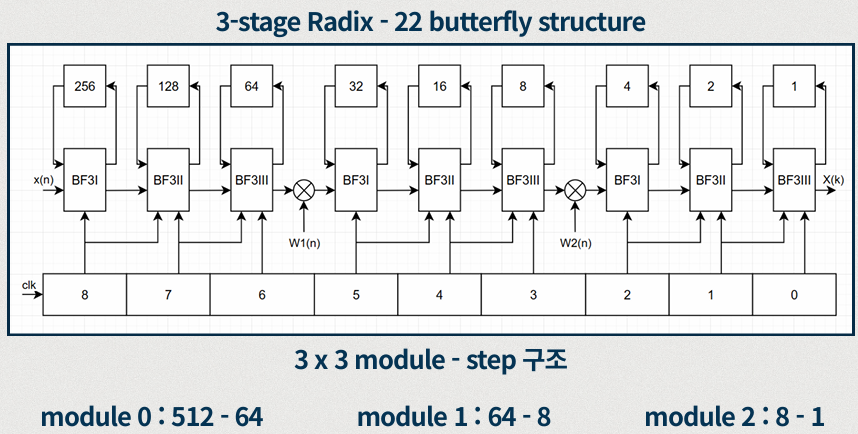 3-stage Radix - 22 butterfly structure
256 128 64 32 16 8 4 2 1
x(n) BF3I BF3II BF3III BF3I BF3II BF3III BF3I BF3II BF3III X(k)
W1(n) W2(n)
clk
8 7 6 5 4 3 2 1 0
3 x 3 module - step 구조
module 0 : 512 - 64 module 1 : 64 - 8 module 2 : 8 - 1